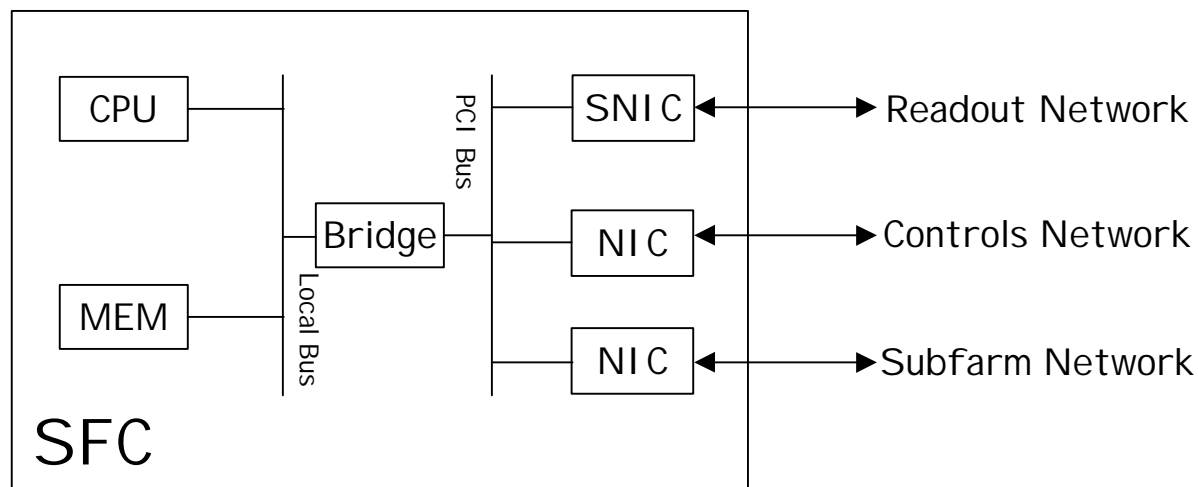 CPU
PCI Bus
SNIC
Readout Network
Bridge
NIC
Controls Network
MEM
Local Bus
NIC
Subfarm Network
SFC